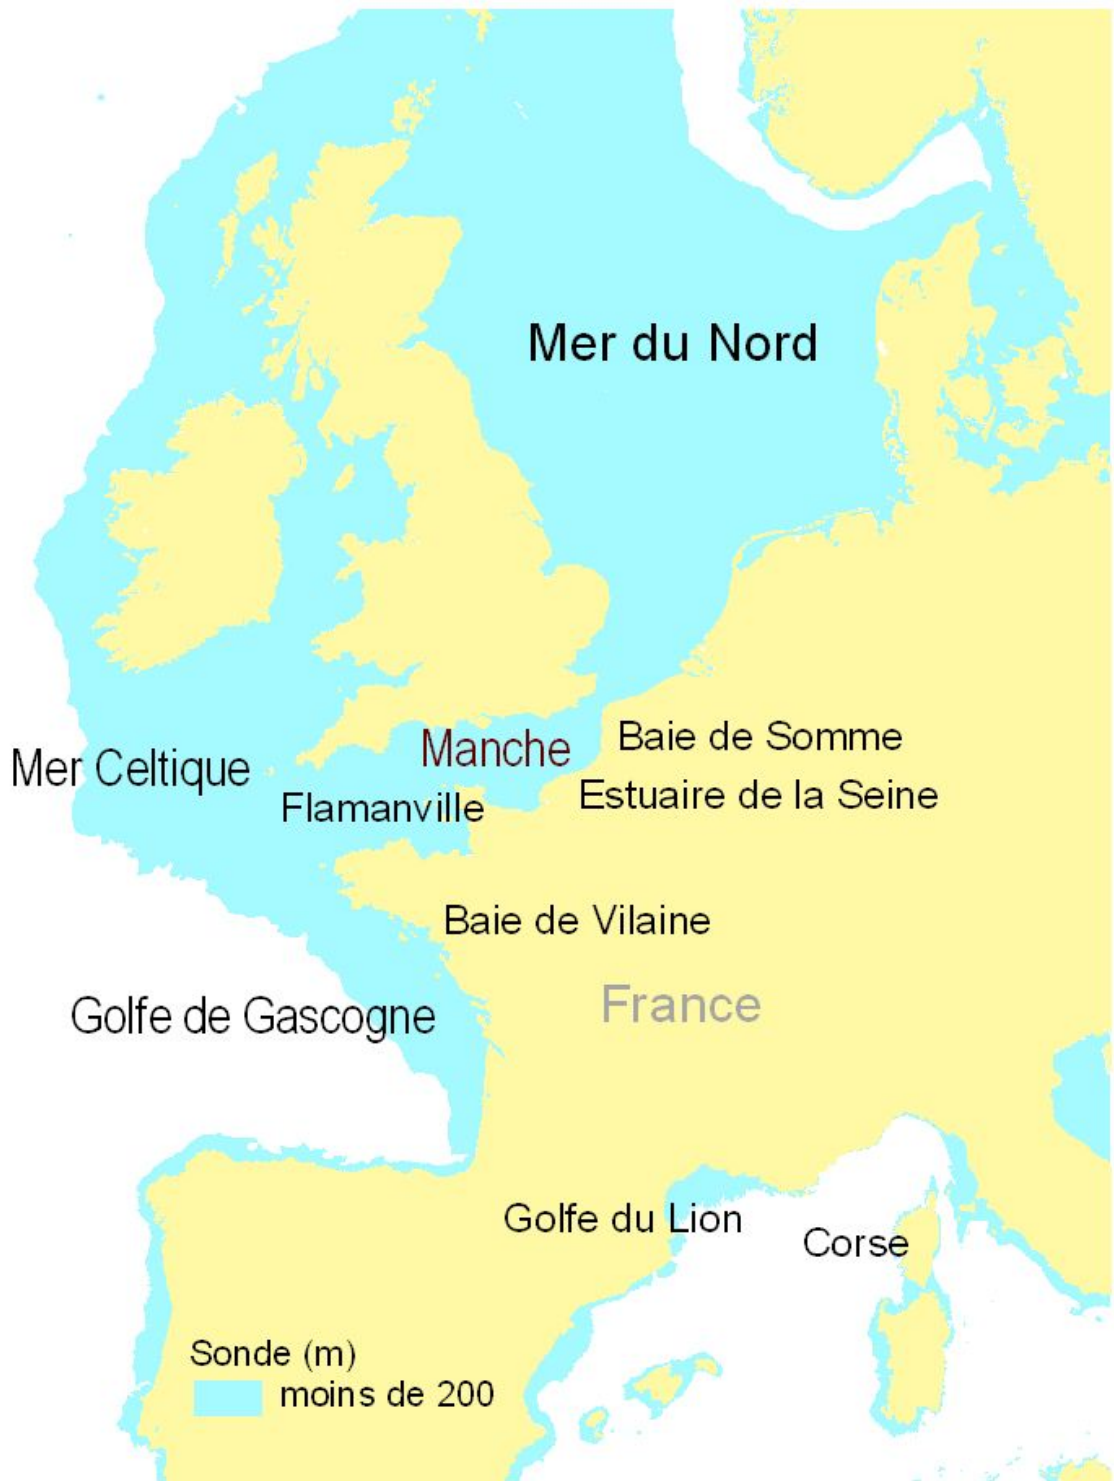 Mer du Nord
Manche
Baie de Somme
Mer Celtique
Estuaire de la Seine
Flamanville
Baie de Vilaine
France
Golfe de Gascogne
Golfe du Lion
Corse
Sonde (m)
moins de 200